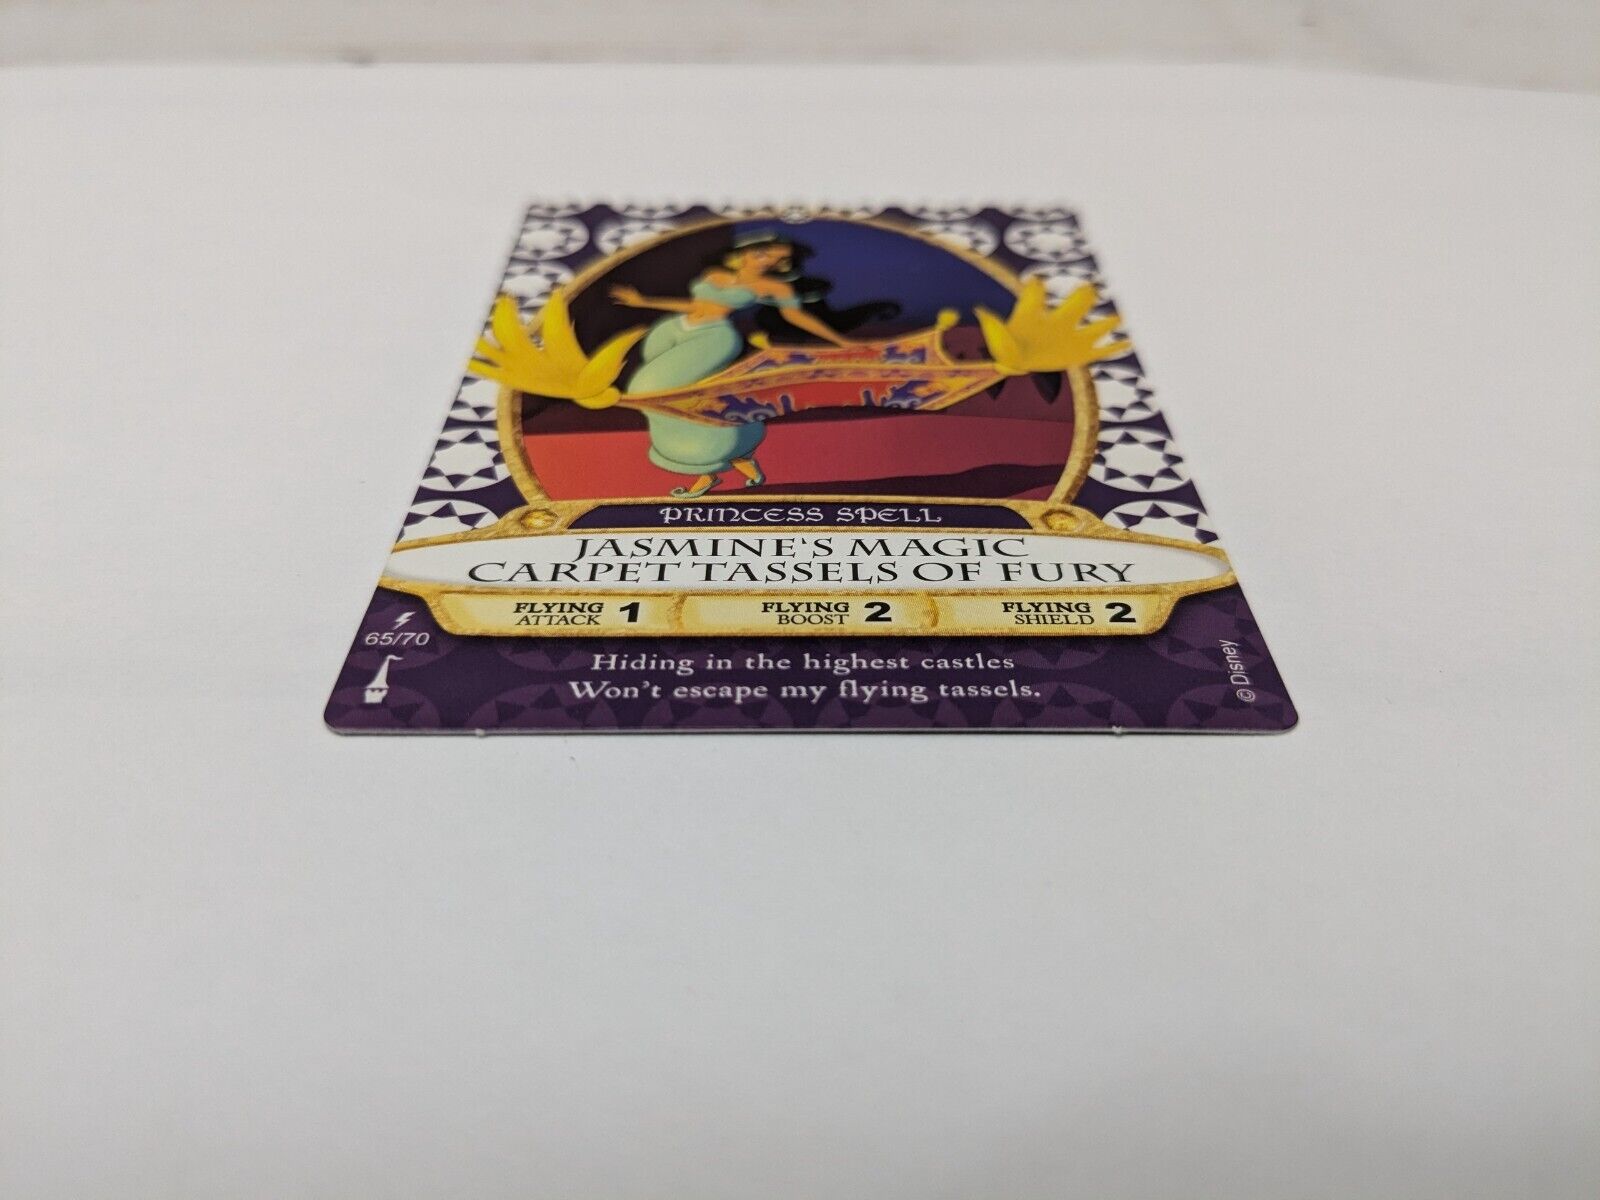 PRINCESS SPELL
JASMINE'S MAGIC
CARPET TASSELS OF FURY
FLYING ATTACK 1
FLYING BOOST 2
FLYING SHIELD 2
65/70
Hiding in the highest castles
Won't escape my flying tassels.
© Disney